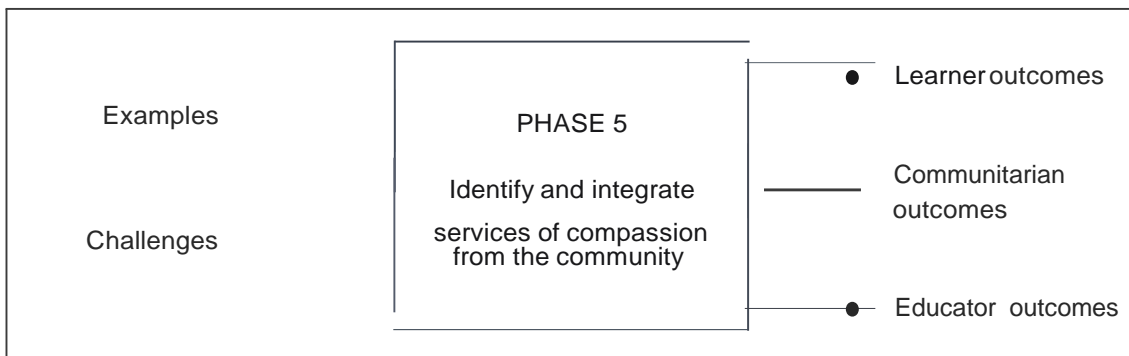 Examples
Challenges
PHASE 5
Identify and integrate
services of compassion
from the community
Learner outcomes
Communitarian
outcomes
Educator outcomes